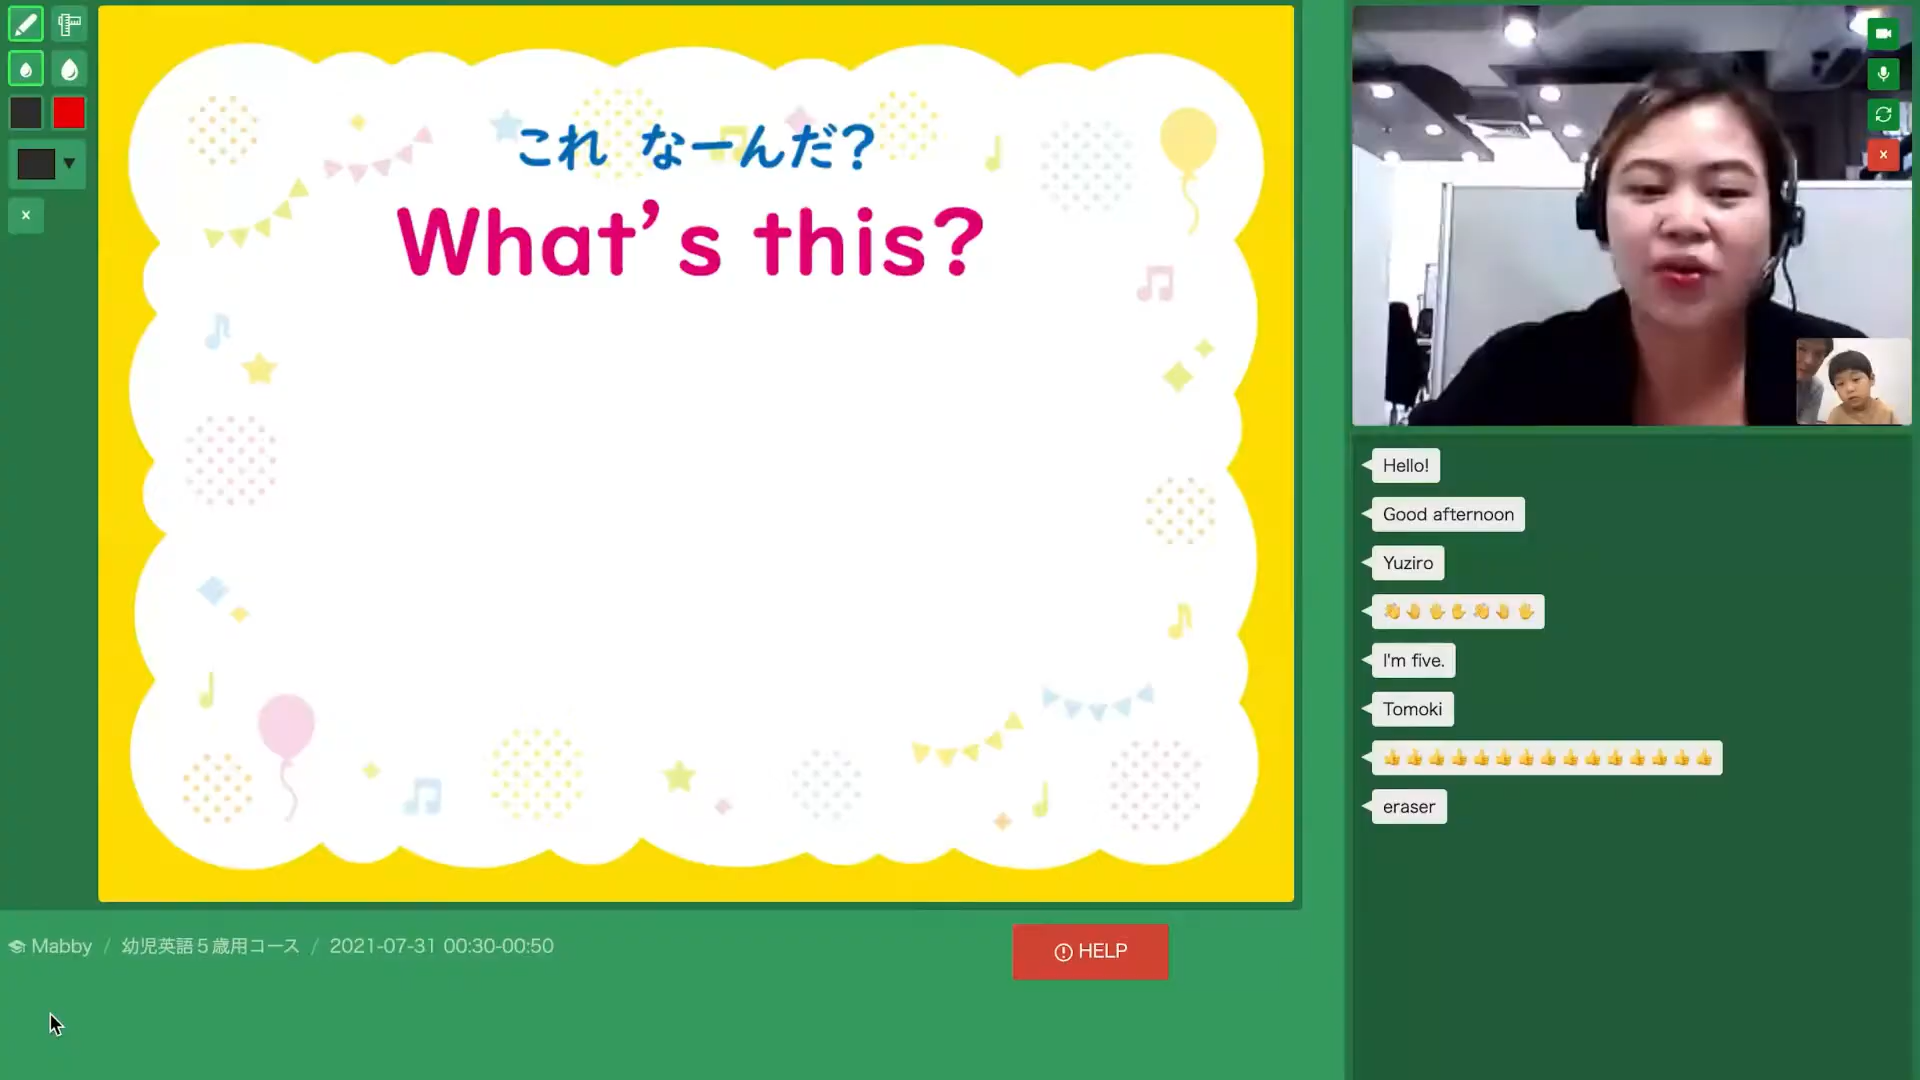 これ なーんだ?
What's this?
Hello!
Good afternoon
Yuziro
👏🤚🖐✋👏🤚🖐
I'm five.
Tomoki
👍👍👍👍👍👍👍👍👍👍👍👍👍👍👍
eraser
Mabby / 幼児英語5歳用コース / 2021-07-31 00:30-00:50
HELP